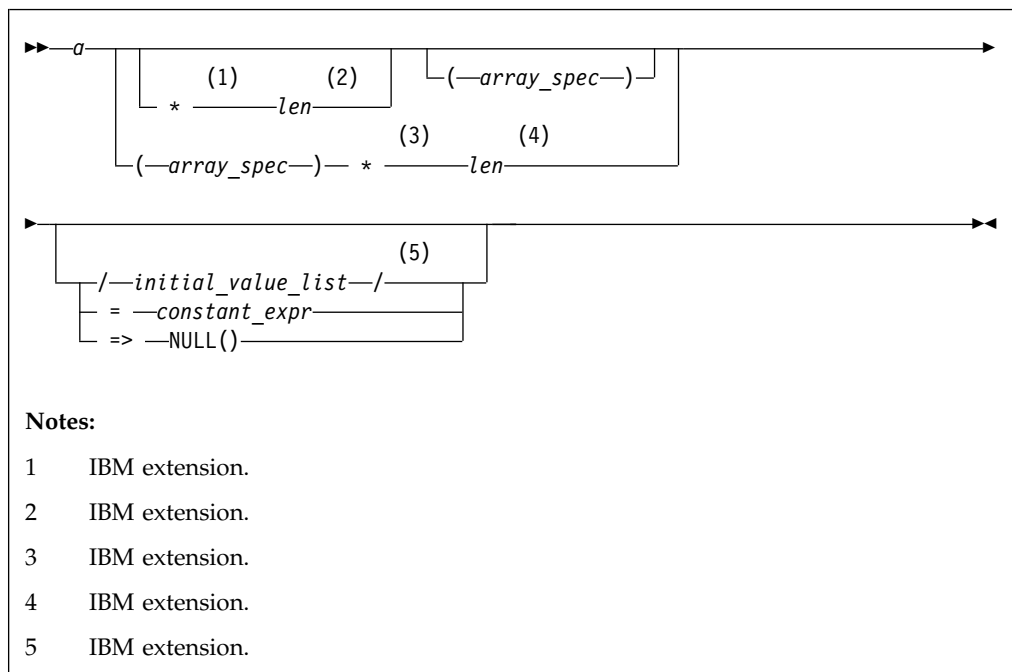 a
(1) (2) ( array_spec )
* len
(3) (4)
( array_spec ) * len
(5)
/ initial_value_list /
= constant_expr
=> NULL()
Notes:
1 IBM extension.
2 IBM extension.
3 IBM extension.
4 IBM extension.
5 IBM extension.